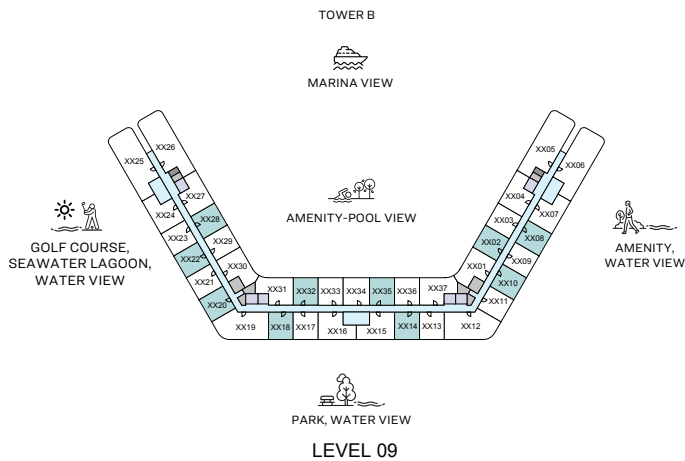 TOWER B
MARINA VIEW
XX26
XX25
XX05
XX06
XX27
XX24
XX04
XX07
XX28
XX23
AMENITY-POOL VIEW
XX03
XX08
GOLF COURSE,
SEAWATER LAGOON,
WATER VIEW
XX29
XX22
XX02
XX09
AMENITY,
WATER VIEW
XX30
XX21
XX01
XX10
XX20
XX31
XX32
XX33
XX34
XX35
XX36
XX37
XX11
XX19
XX18
XX17
XX16
XX15
XX14
XX13
XX12
PARK, WATER VIEW
LEVEL 09